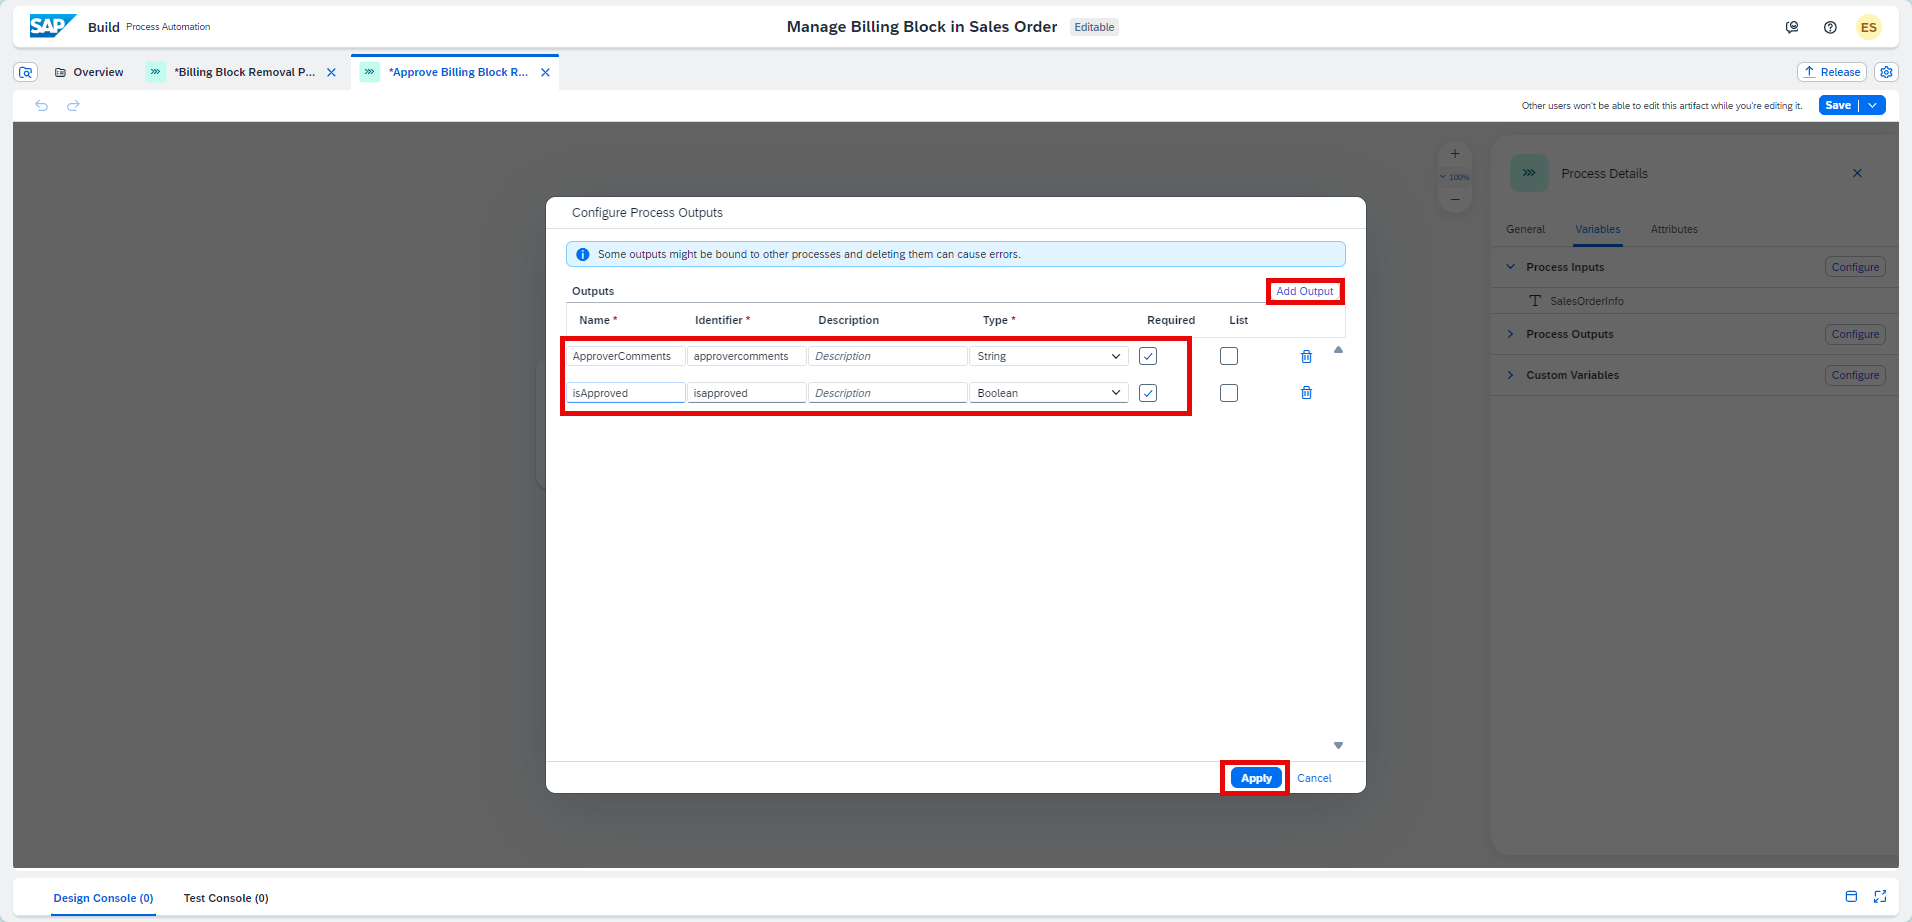 SAP Build Process Automation
Manage Billing Block in Sales Order Editable
ES
Overview
*Billing Block Removal P...
*Approve Billing Block R...
Release
Other users won't be able to edit this artifact while you're editing it.
Save
100%
Process Details
General Variables Attributes
Process Inputs Configure
SalesOrderInfo
Process Outputs Configure
Custom Variables Configure
Configure Process Outputs
Some outputs might be bound to other processes and deleting them can cause errors.
Outputs Add Output
Name * Identifier * Description Type * Required List
ApproverComments approvercomments Description String
isApproved isapproved Description Boolean
Apply Cancel
Design Console (0) Test Console (0)